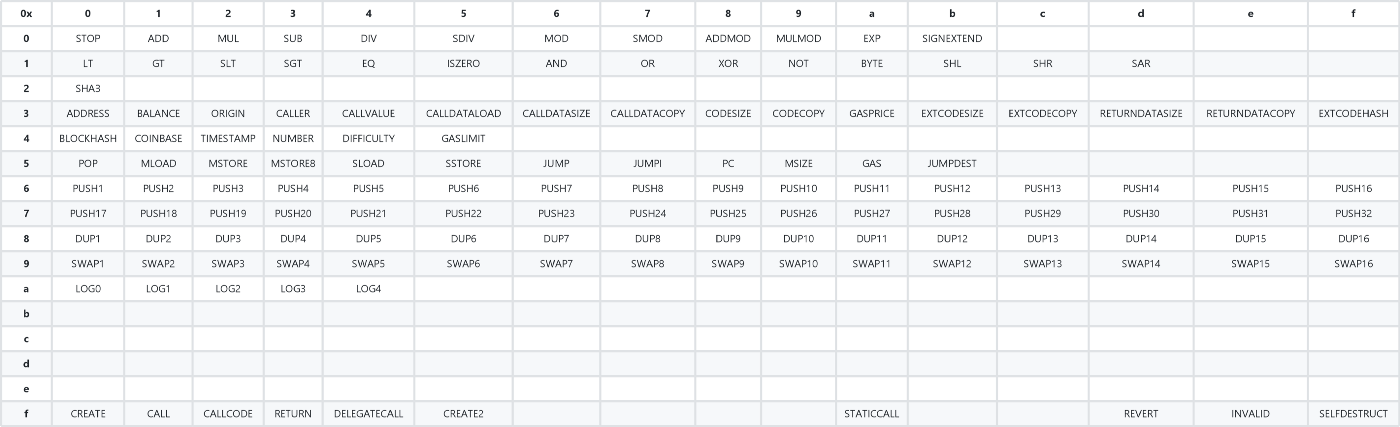 0x 0 1 2 3 4 5 6 7 8 9 a b c d e f
0 STOP ADD MUL SUB DIV SDIV MOD SMOD ADDMOD MULMOD EXP SIGNEXTEND
1 LT GT SLT SGT EQ ISZERO AND OR XOR NOT BYTE SHL SHR SAR
2 SHA3
3 ADDRESS BALANCE ORIGIN CALLER CALLVALUE CALLDATALOAD CALLDATASIZE CALLDATACOPY CODESIZE CODECOPY GASPRICE EXTCODESIZE EXTCODECOPY RETURNDATASIZE RETURNDATACOPY EXTCODEHASH
4 BLOCKHASH COINBASE TIMESTAMP NUMBER DIFFICULTY GASLIMIT
5 POP MLOAD MSTORE MSTORE8 SLOAD SSTORE JUMP JUMPI PC MSIZE GAS JUMPDEST
6 PUSH1 PUSH2 PUSH3 PUSH4 PUSH5 PUSH6 PUSH7 PUSH8 PUSH9 PUSH10 PUSH11 PUSH12 PUSH13 PUSH14 PUSH15 PUSH16
7 PUSH17 PUSH18 PUSH19 PUSH20 PUSH21 PUSH22 PUSH23 PUSH24 PUSH25 PUSH26 PUSH27 PUSH28 PUSH29 PUSH30 PUSH31 PUSH32
8 DUP1 DUP2 DUP3 DUP4 DUP5 DUP6 DUP7 DUP8 DUP9 DUP10 DUP11 DUP12 DUP13 DUP14 DUP15 DUP16
9 SWAP1 SWAP2 SWAP3 SWAP4 SWAP5 SWAP6 SWAP7 SWAP8 SWAP9 SWAP10 SWAP11 SWAP12 SWAP13 SWAP14 SWAP15 SWAP16
a LOG0 LOG1 LOG2 LOG3 LOG4
b
c
d
e
f CREATE CALL CALLCODE RETURN DELEGATECALL CREATE2 STATICCALL REVERT INVALID SELFDESTRUCT